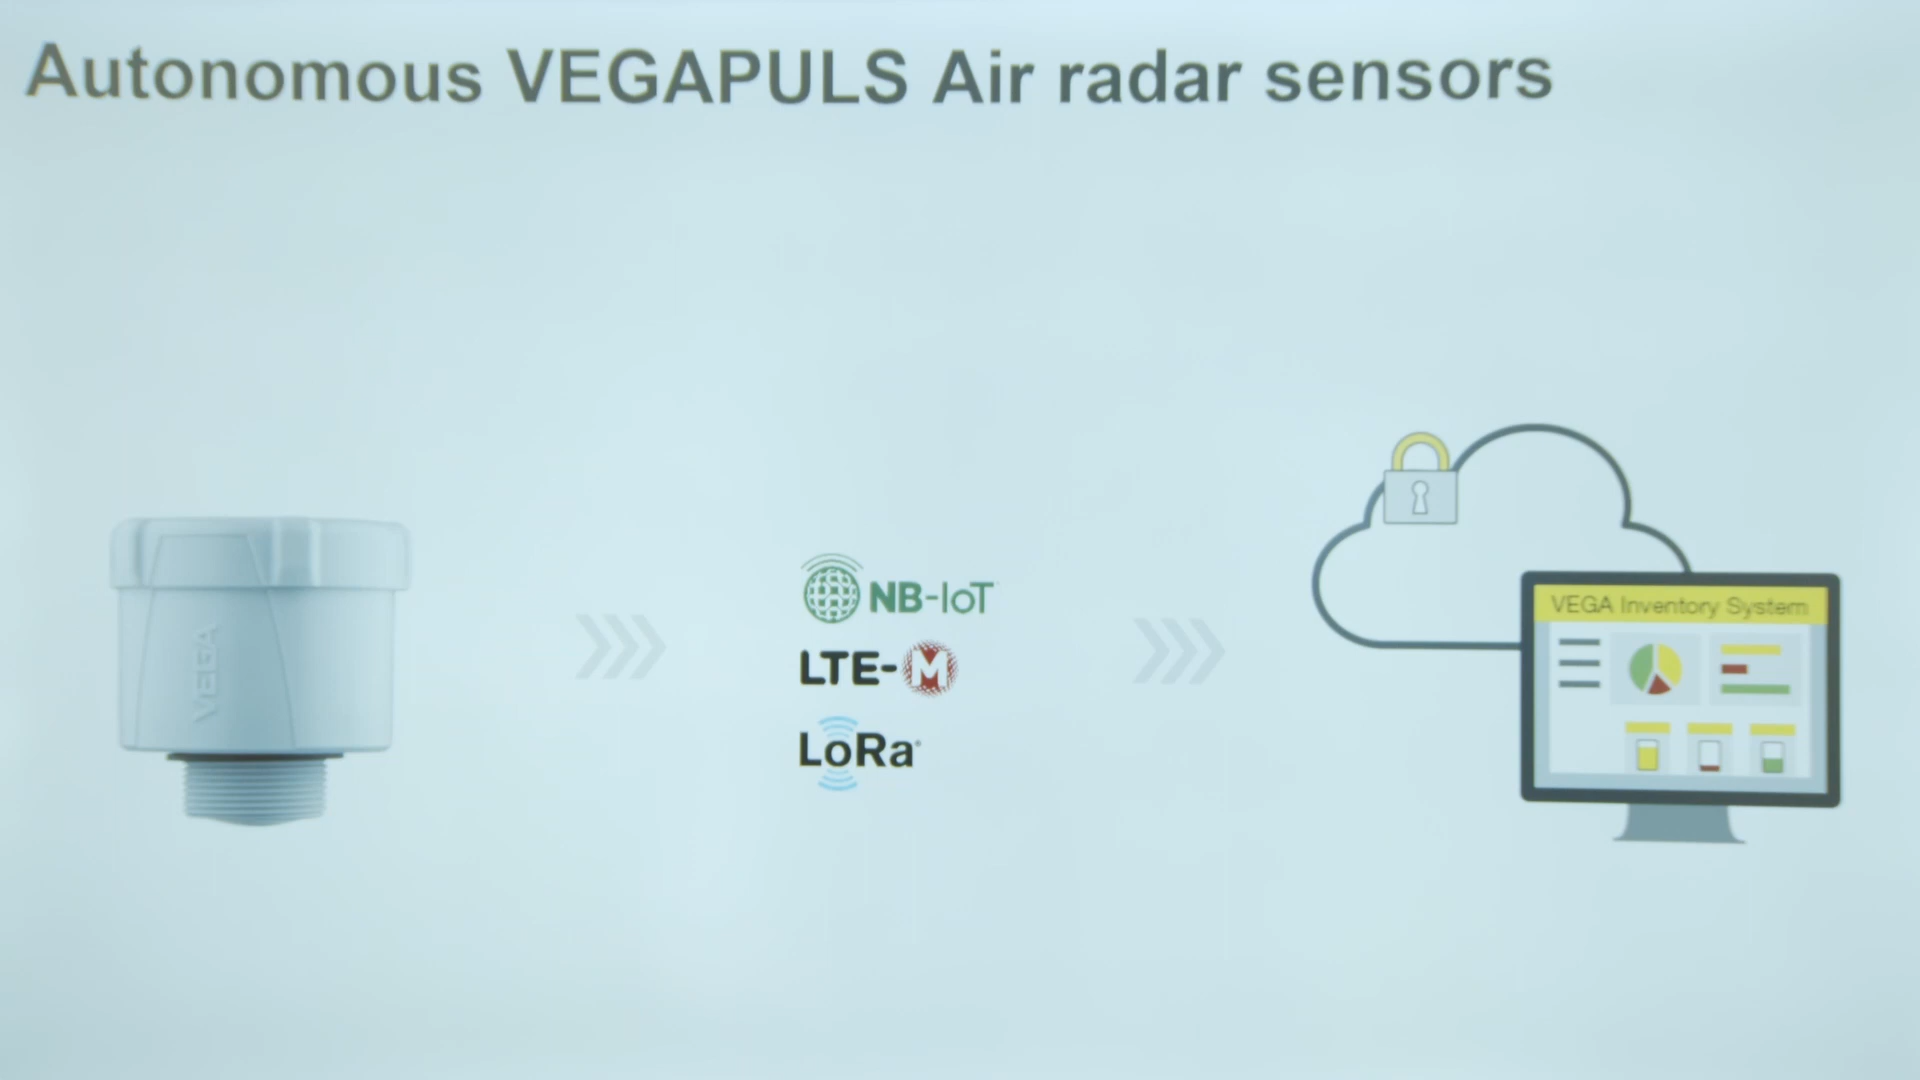 Autonomous VEGAPULS Air radar sensors
VEGA
NB-IoT
LTE-M
LoRa
VEGA Inventory System